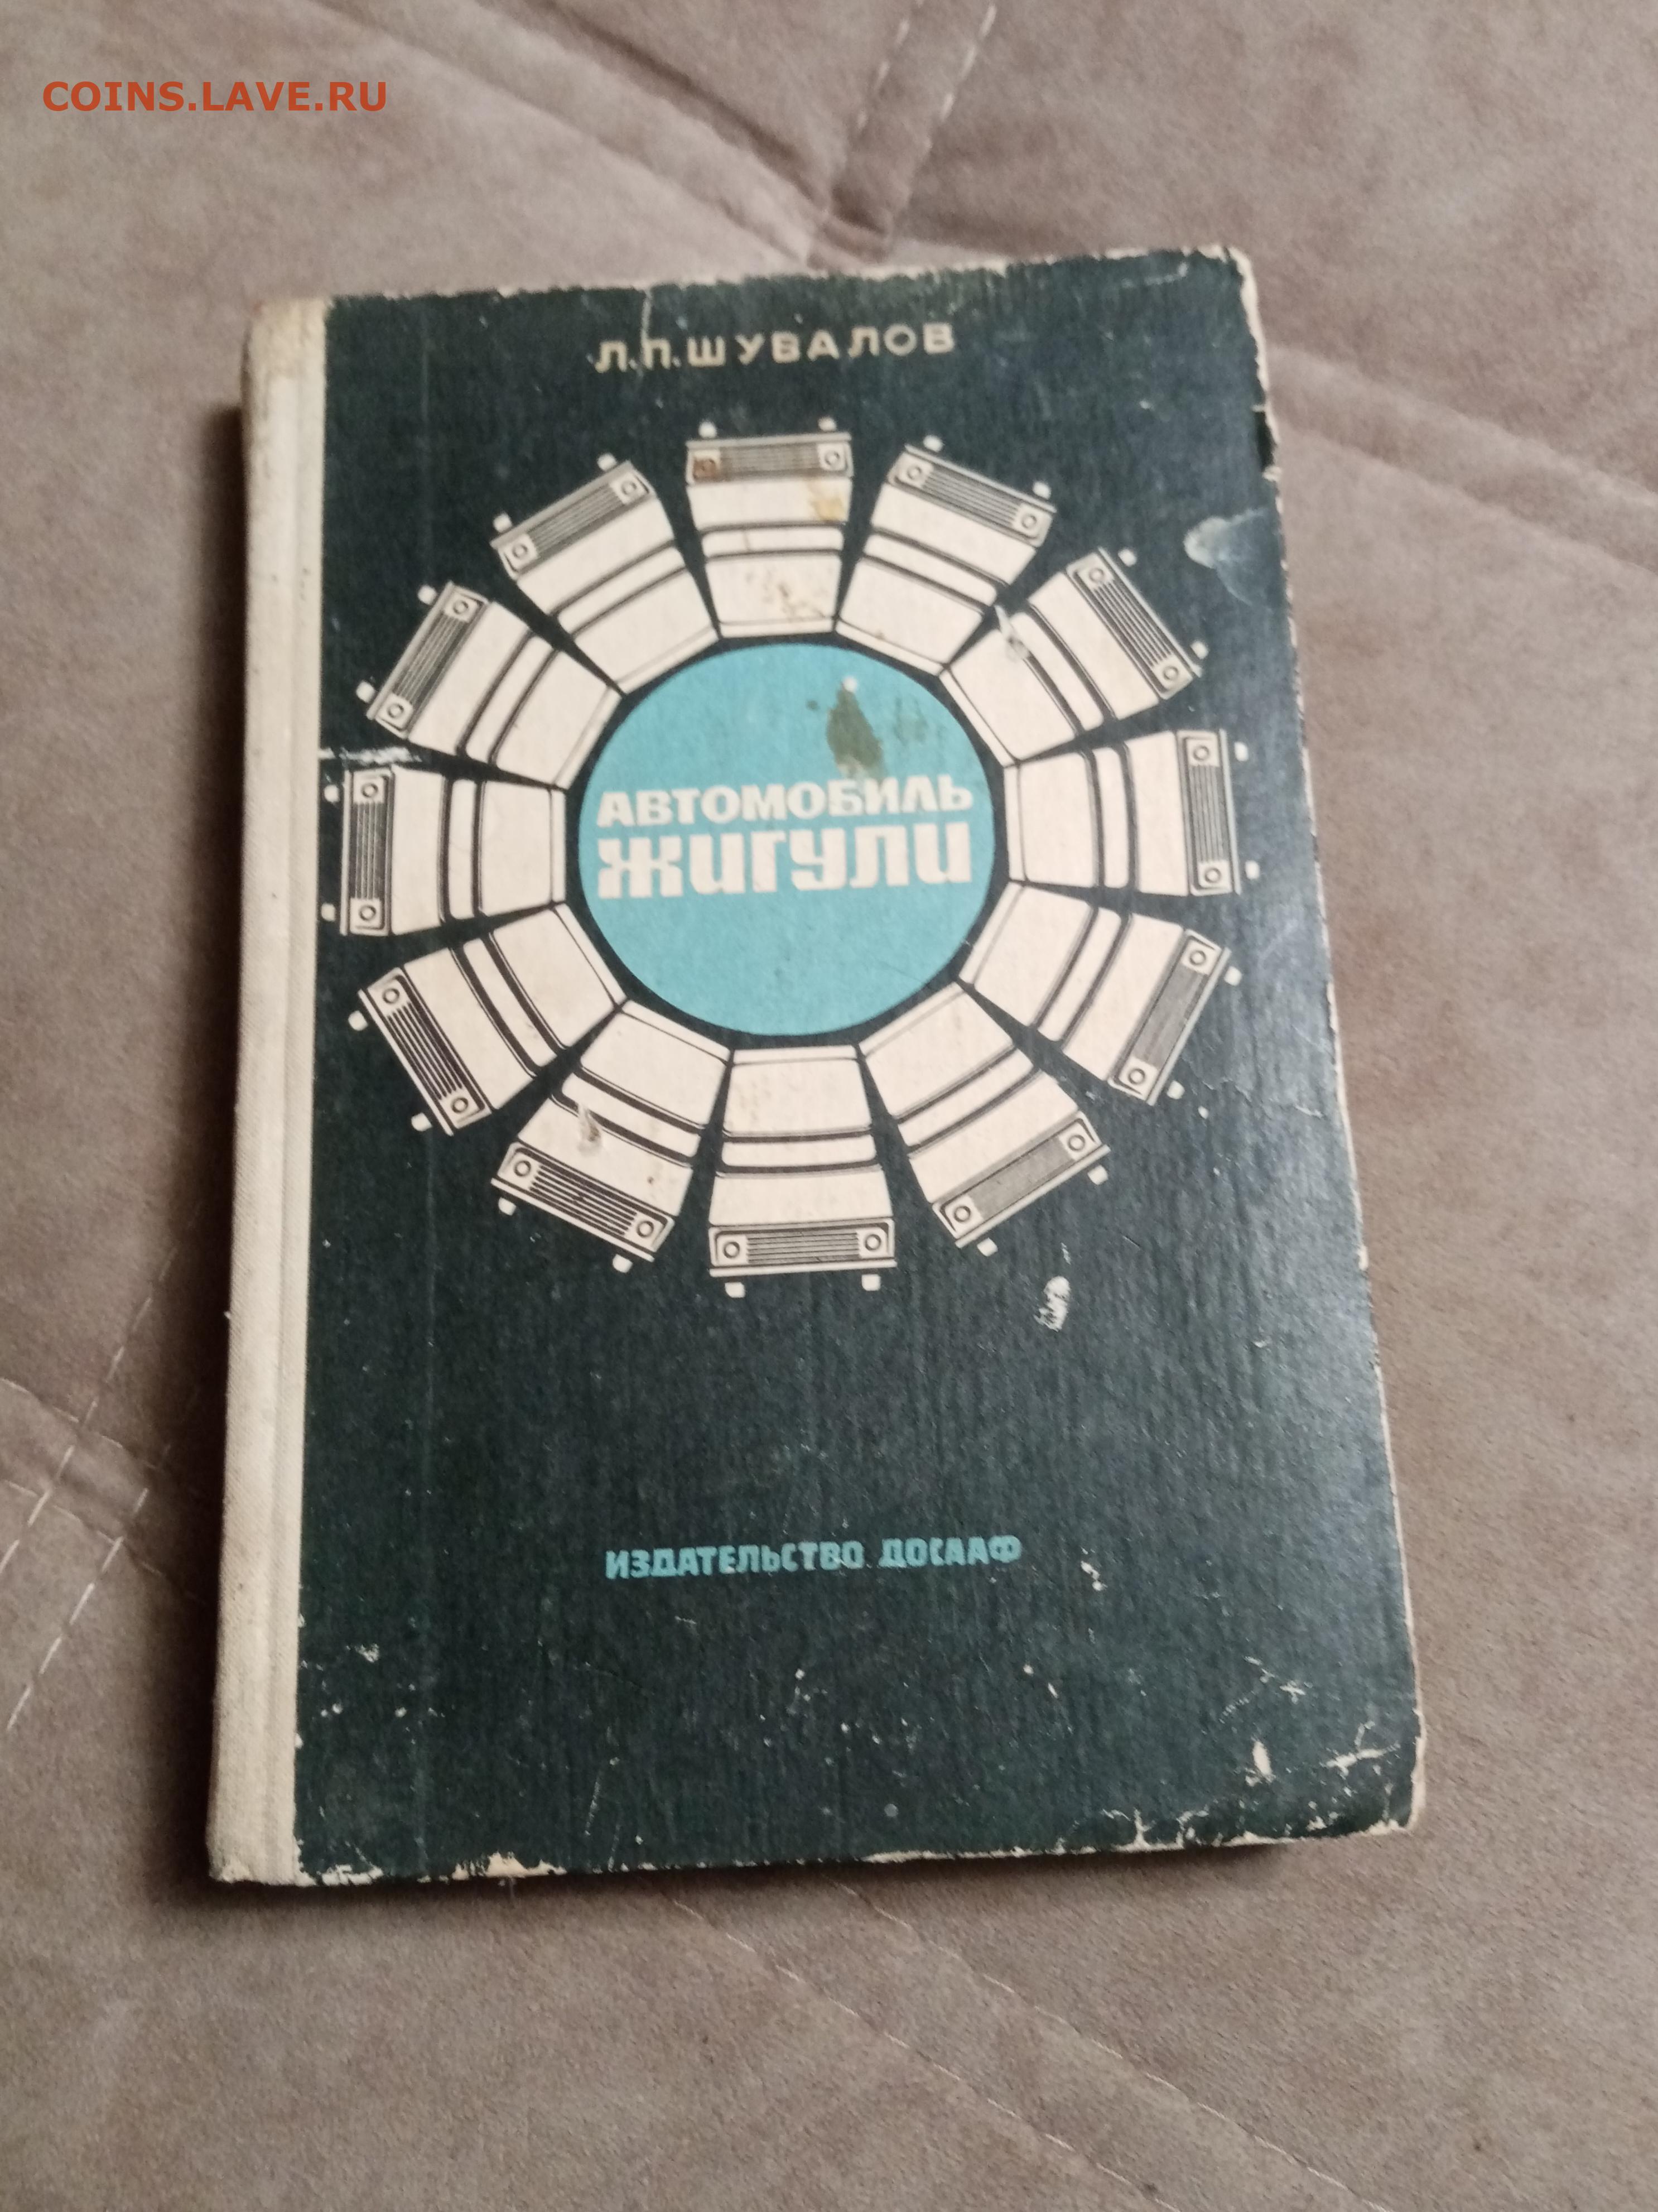 COINS.LAVE.RU
Л.П.ШУВАЛОВ
АВТОМОБИЛЬ
ЖИГУЛИ
ИЗДАТЕЛЬСТВО ДОСААФ